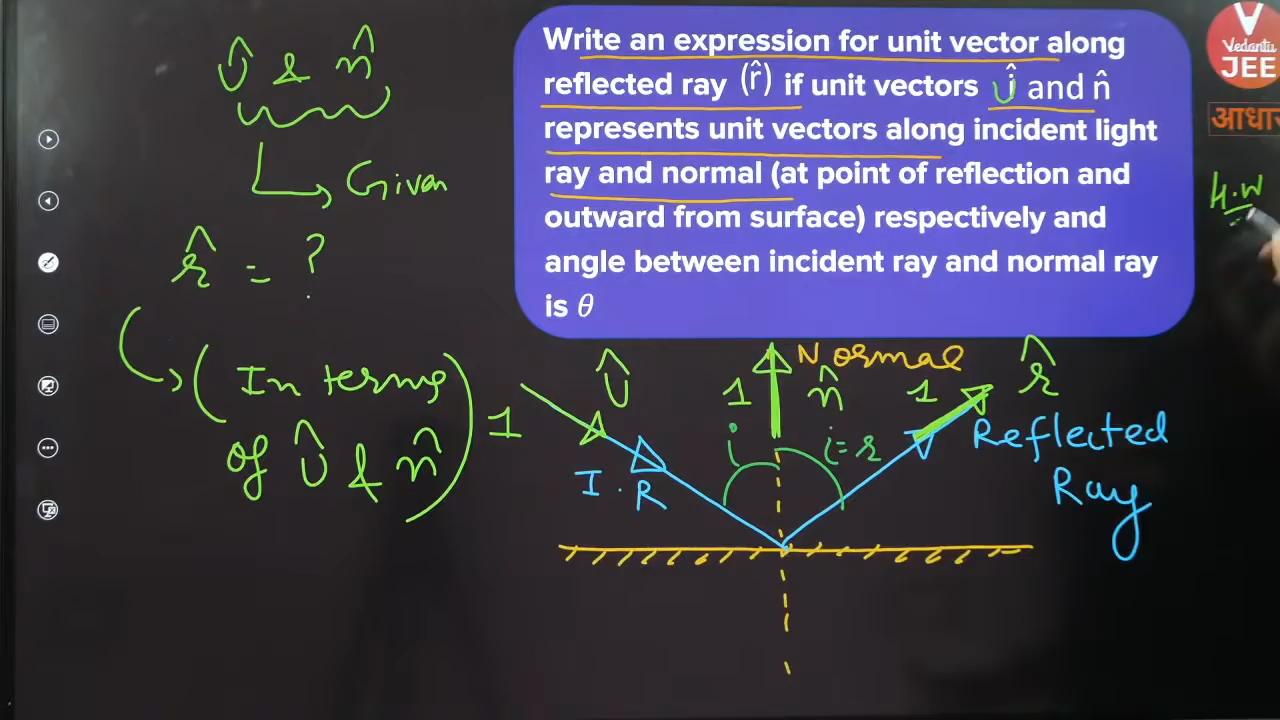 Û & n̂
Given
r̂ = ?
(In terms
of Û & n̂)
Write an expression for unit vector along
reflected ray (r̂) if unit vectors Û and n̂
represents unit vectors along incident light
ray and normal (at point of reflection and
outward from surface) respectively and
angle between incident ray and normal ray
is θ
V
Vedantu
JEE
आधार
H.W
1
Û
I.R
Normal
1
n̂
i
i=r
1
r̂
Reflected
Ray